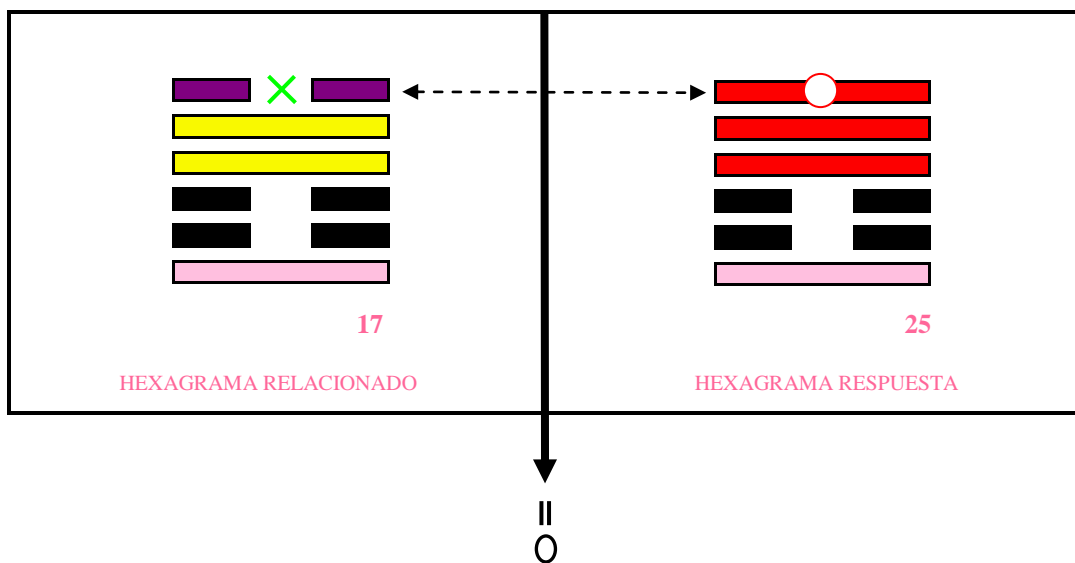 17
25
HEXAGRAMA RELACIONADO
HEXAGRAMA RESPUESTA
=
O